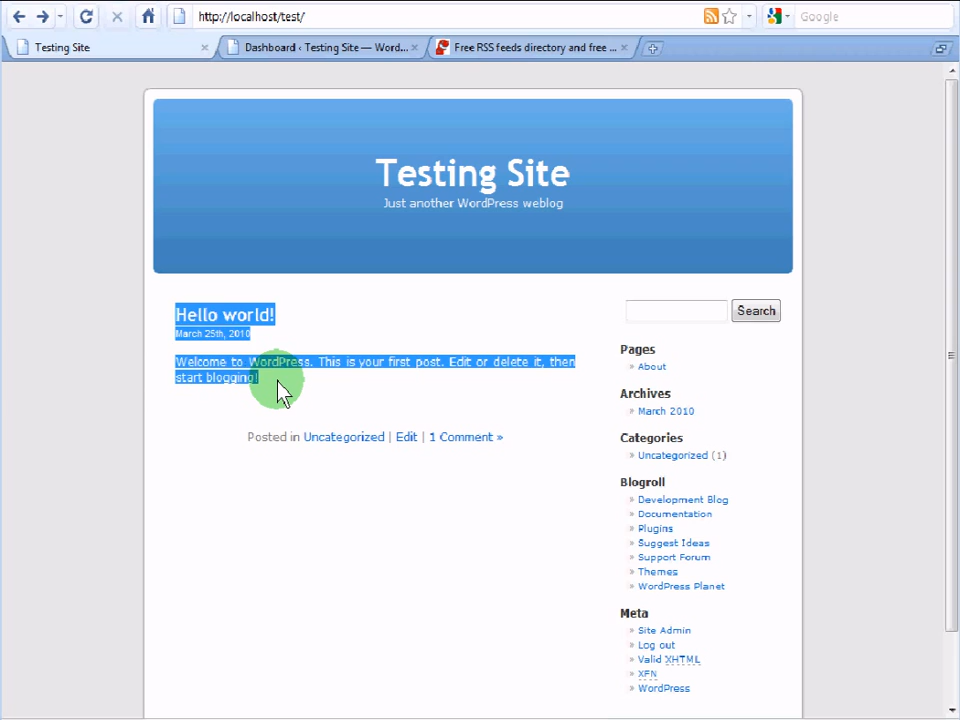 http://localhost/test/
Google
Testing Site
Dashboard ‹ Testing Site — Word...
Free RSS feeds directory and free ...
Testing Site
Just another WordPress weblog
Hello world!
March 25th, 2010
Welcome to WordPress. This is your first post. Edit or delete it, then
start blogging!
Posted in Uncategorized | Edit | 1 Comment »
Search
Pages
» About
Archives
» March 2010
Categories
» Uncategorized (1)
Blogroll
» Development Blog
» Documentation
» Plugins
» Suggest Ideas
» Support Forum
» Themes
» WordPress Planet
Meta
» Site Admin
» Log out
» Valid XHTML
» XFN
» WordPress